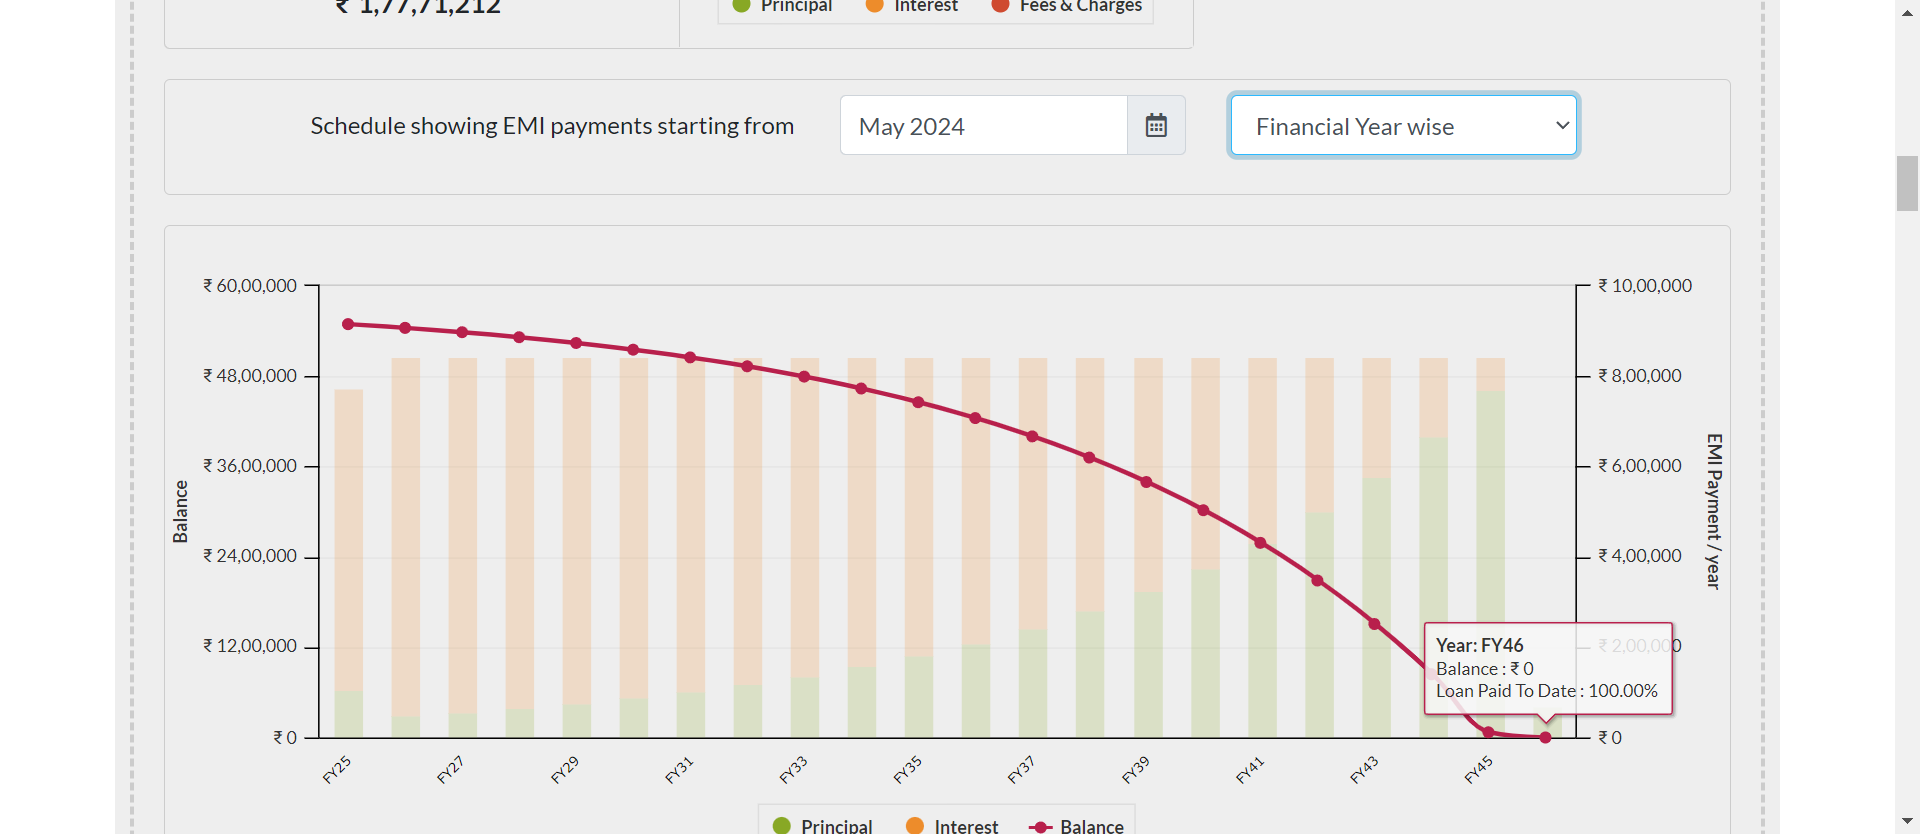 ₹ 1,77,71,212
Principal
Interest
Fees & Charges
Schedule showing EMI payments starting from
May 2024
Financial Year wise
₹ 60,00,000
₹ 48,00,000
₹ 36,00,000
₹ 24,00,000
₹ 12,00,000
₹ 0
Balance
₹ 10,00,000
₹ 8,00,000
₹ 6,00,000
₹ 4,00,000
₹ 2,00,000
₹ 0
EMI Payment / year
Year: FY46
Balance : ₹ 0
Loan Paid To Date : 100.00%
FY25
FY27
FY29
FY31
FY33
FY35
FY37
FY39
FY41
FY43
FY45
Principal
Interest
Balance